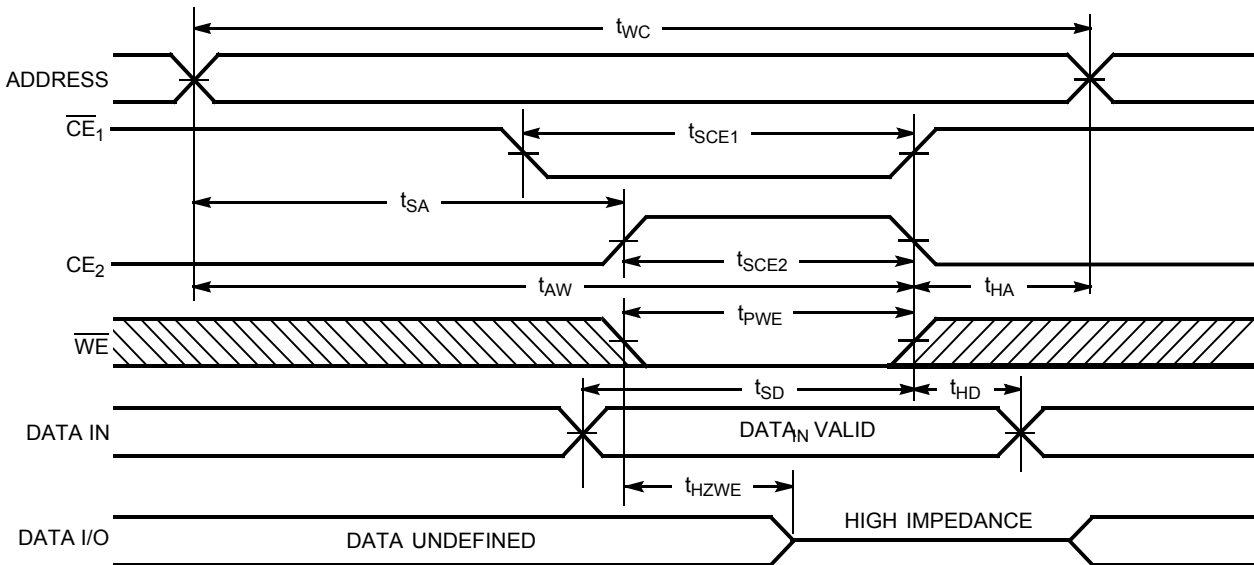 tWC
ADDRESS
CE1
tSCE1
tSA
CE2
tSCE2
tAW
tHA
tPWE
WE
tSD
tHD
DATA IN
DATAIN VALID
tHZWE
HIGH IMPEDANCE
DATA I/O
DATA UNDEFINED